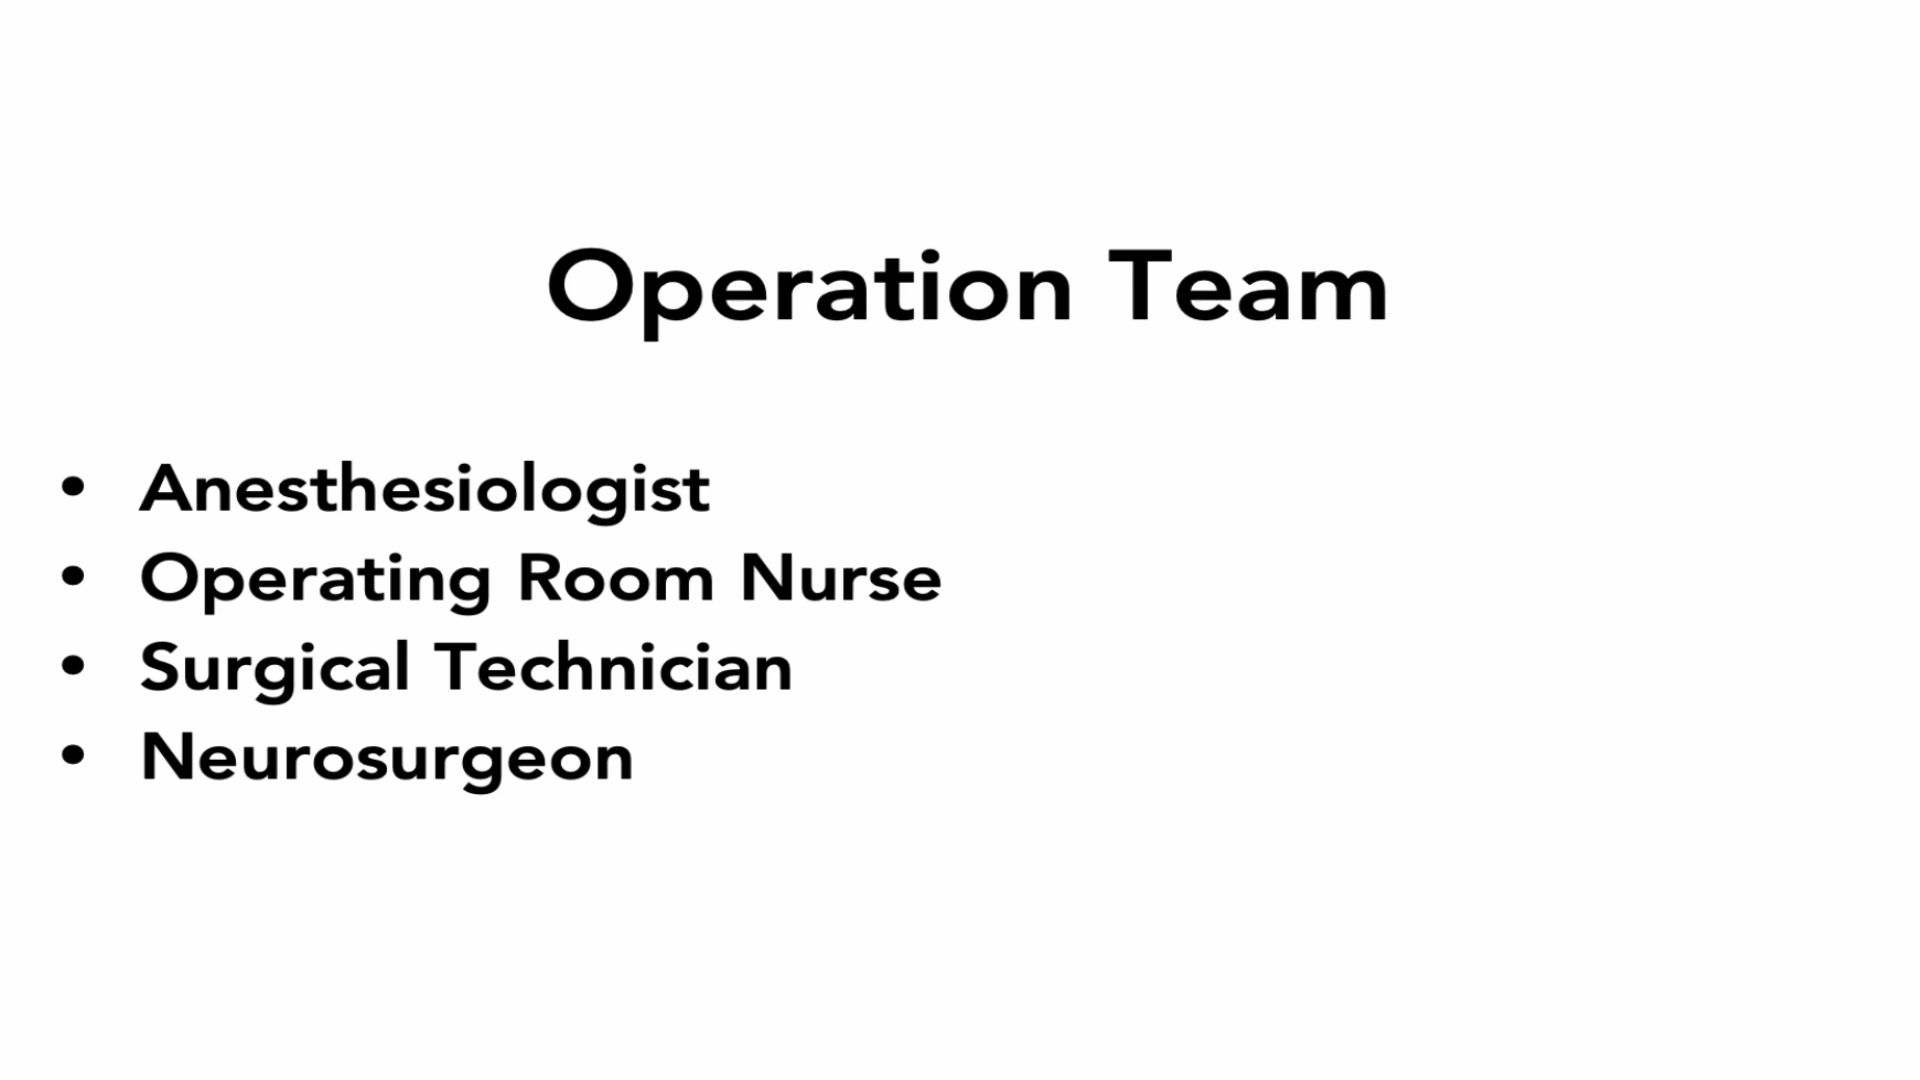 Operation Team
• Anesthesiologist
• Operating Room Nurse
• Surgical Technician
• Neurosurgeon